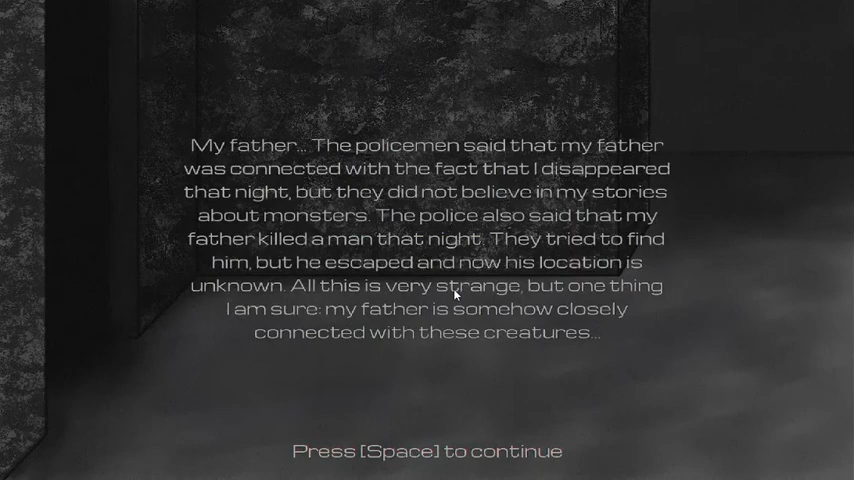 My father... The policemen said that my father
was connected with the fact that I disappeared
that night, but they did not believe in my stories
about monsters. The police also said that my
father killed a man that night. They tried to find
him, but he escaped and now his location is
unknown. All this is very strange, but one thing
I am sure: my father is somehow closely
connected with these creatures...
Press [Space] to continue